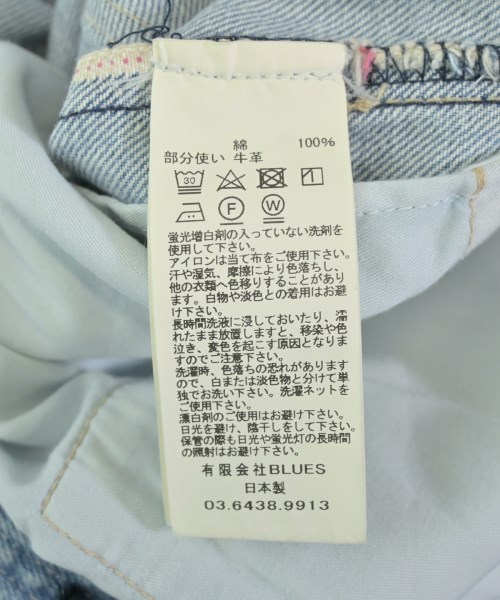 綿 100%
部分使い 牛革
30
F W
蛍光増白剤の入っていない洗剤を
使用して下さい。
アイロンは当て布をご使用下さい。
汗や湿気、摩擦により色落ちし、
他の衣類へ色移りすることがあり
ます。白物や淡色との着用はお避
け下さい。
長時間洗液に浸しておいたり、濡
れたまま放置しますと、移染や色
泣き、変色を起こす原因となりま
すのでご注意下さい。
洗濯時、色落ちの恐れがあります
ので、白または淡色物と分けて単
独でお洗い下さい。洗濯ネットを
ご使用下さい。
漂白剤のご使用はお避け下さい。
日光を避け、陰干しをして下さい。
保管の際も日光や蛍光灯の長時間
の照射はお避け下さい。
有限会社BLUES
日本製
03.6438.9913